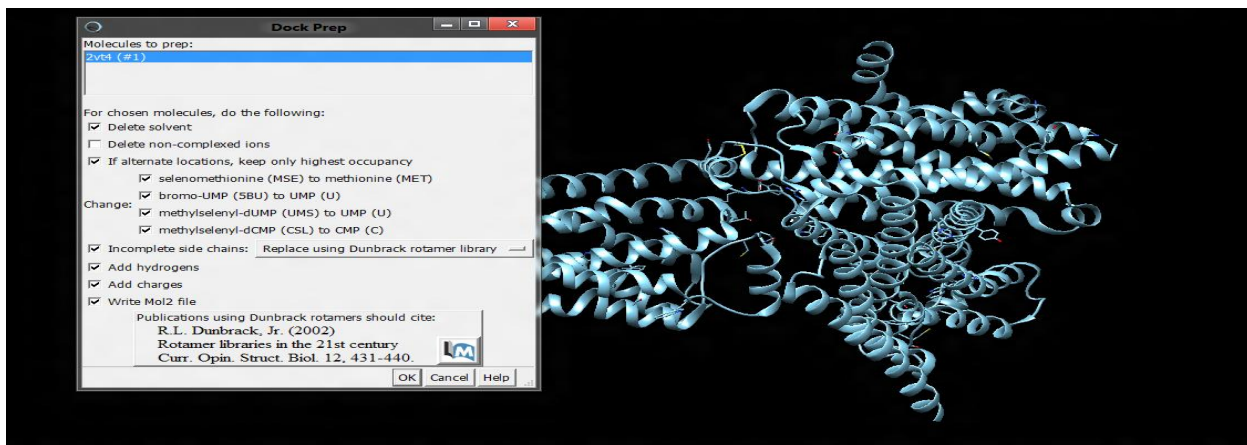 Dock Prep
Molecules to prep:
2vt4 (#1)
For chosen molecules, do the following:
Delete solvent
Delete non-complexed ions
If alternate locations, keep only highest occupancy
selenomethionine (MSE) to methionine (MET)
Change:
bromo-UMP (5BU) to UMP (U)
methylselenyl-dUMP (UMS) to UMP (U)
methylselenyl-dCMP (CSL) to CMP (C)
Incomplete side chains: Replace using Dunbrack rotamer library
Add hydrogens
Add charges
Write Mol2 file
Publications using Dunbrack rotamers should cite:
R.L. Dunbrack, Jr. (2002)
Rotamer libraries in the 21st century
Curr. Opin. Struct. Biol. 12, 431-440.
OK Cancel Help